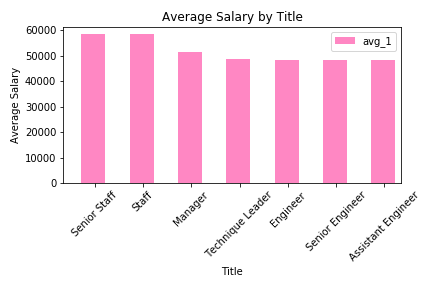 Average Salary by Title
avg_1
Average Salary
60000
50000
40000
30000
20000
10000
0
Senior Staff
Staff
Manager
Technique Leader
Engineer
Senior Engineer
Assistant Engineer
Title